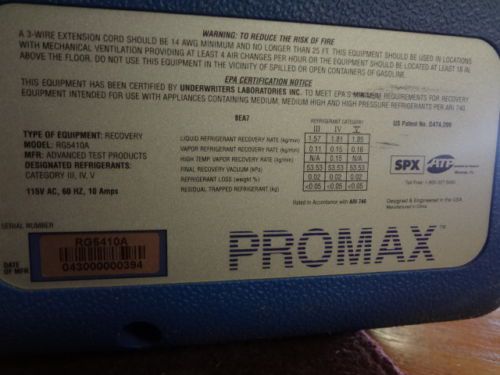 WARNING: TO REDUCE THE RISK OF FIRE
A 3-WIRE EXTENSION CORD SHOULD BE 14 AWG MINIMUM AND NO LONGER THAN 25 FT. THIS EQUIPMENT SHOULD BE USED IN LOCATIONS
WITH MECHANICAL VENTILATION PROVIDING AT LEAST 4 AIR CHANGES PER HOUR OR THE EQUIPMENT SHOULD BE LOCATED AT LEAST 18 IN.
ABOVE THE FLOOR. DO NOT USE THIS EQUIPMENT IN THE VICINITY OF SPILLED OR OPEN CONTAINERS OF GASOLINE.
EPA CERTIFICATION NOTICE
THIS EQUIPMENT HAS BEEN CERTIFIED BY UNDERWRITERS LABORATORIES INC. TO MEET EPA'S MINIMUM REQUIREMENTS FOR RECOVERY
EQUIPMENT INTENDED FOR USE WITH APPLIANCES CONTAINING MEDIUM, MEDIUM HIGH AND HIGH PRESSURE REFRIGERANTS PER ARI 740.
8EA7
US Patent No.
TYPE OF EQUIPMENT: RECOVERY
MODEL: RG5410A
MFR: ADVANCED TEST PRODUCTS
DESIGNATED REFRIGERANTS:
CATEGORY III, IV, V
115V AC, 60 HZ, 10 Amps
REFRIGERANT CATEGORY
III IV V
LIQUID REFRIGERANT RECOVERY RATE (kg/min) 1.57 1.81 1.85
VAPOR REFRIGERANT RECOVERY RATE (kg/min) 0.11 0.15 0.16
HIGH TEMP VAPOR RECOVERY RATE (kg/min) N/A 0.15 N/A
FINAL RECOVERY VACUUM (kPa) 53.53 53.53 53.53
REFRIGERANT LOSS (weight %) 0.02 0.02 0.02
RESIDUAL TRAPPED REFRIGERANT (kg) <0.05 <0.05 <0.05
Rated in Accordance with ARI 740
SPX ATP
Toll Free:
Designed & Engineered in the USA.
Manufactured in China.
SERIAL NUMBER
RG5410A
043000000394
DATE
OF MFR
PROMAX™